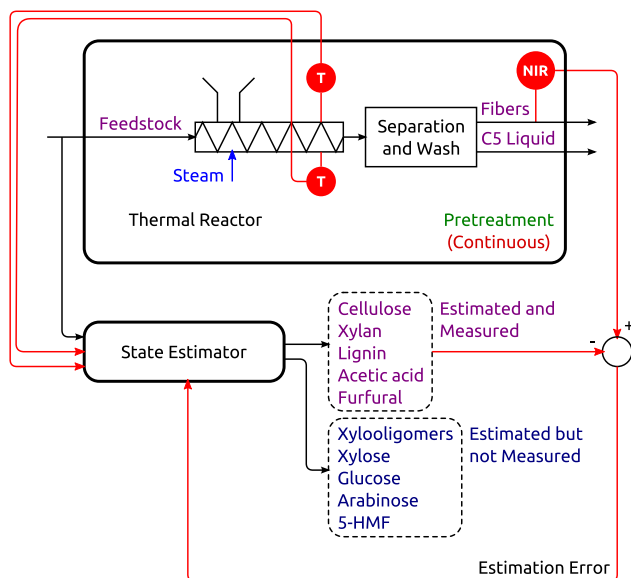 T
NIR
Feedstock
Separation
and Wash
Fibers
C5 Liquid
Steam
T
Thermal Reactor
Pretreatment
(Continuous)
State Estimator
Cellulose
Xylan
Lignin
Acetic acid
Furfural
Estimated and
Measured
+
-
Xylooligomers
Xylose
Glucose
Arabinose
5-HMF
Estimated but
not Measured
Estimation Error